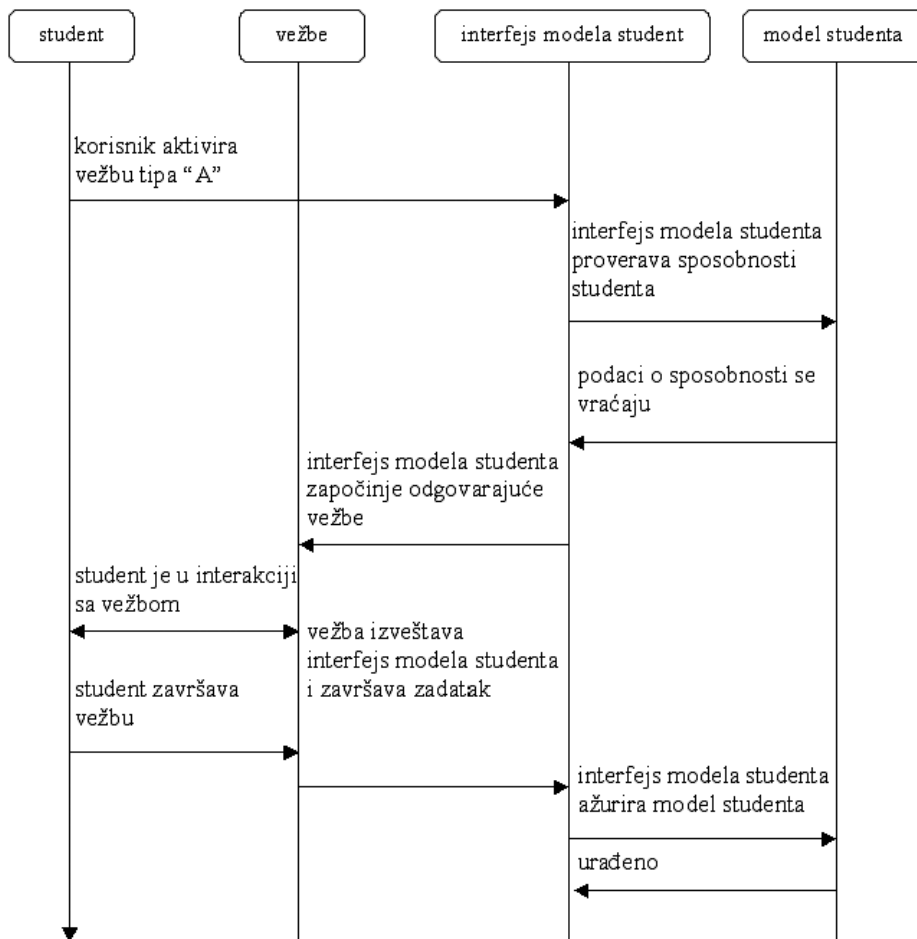 student
vežbe
interfejs modela student
model studenta
korisnik aktivira
vežbu tipa “A”
interfejs modela studenta
proverava sposobnosti
studenta
podaci o sposobnosti se
vraćaju
interfejs modela studenta
započinje odgovarajuće
vežbe
student je u interakciji
sa vežbom
vežba izveštava
interfejs modela studenta
i završava zadatak
student završava
vežbu
interfejs modela studenta
ažurira model studenta
urađeno